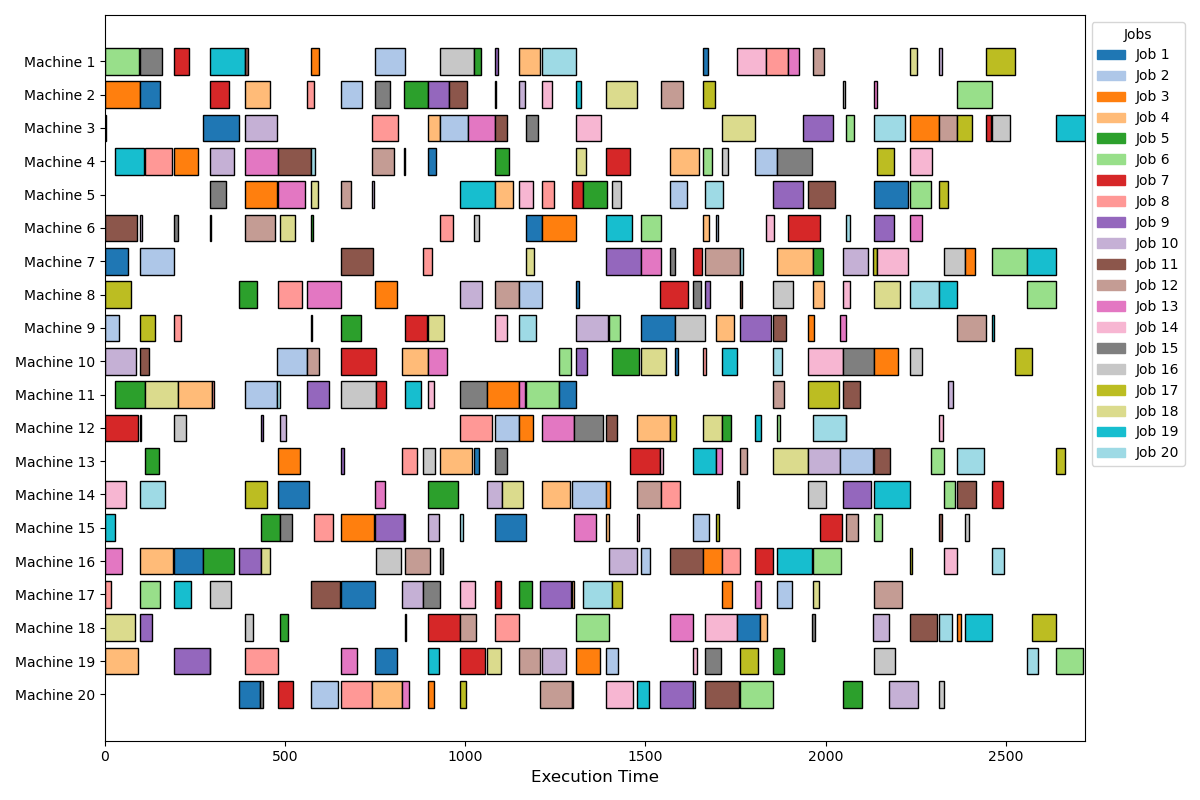 Machine 1
Machine 2
Machine 3
Machine 4
Machine 5
Machine 6
Machine 7
Machine 8
Machine 9
Machine 10
Machine 11
Machine 12
Machine 13
Machine 14
Machine 15
Machine 16
Machine 17
Machine 18
Machine 19
Machine 20
0 500 1000 1500 2000 2500
Execution Time
Jobs
Job 1
Job 2
Job 3
Job 4
Job 5
Job 6
Job 7
Job 8
Job 9
Job 10
Job 11
Job 12
Job 13
Job 14
Job 15
Job 16
Job 17
Job 18
Job 19
Job 20